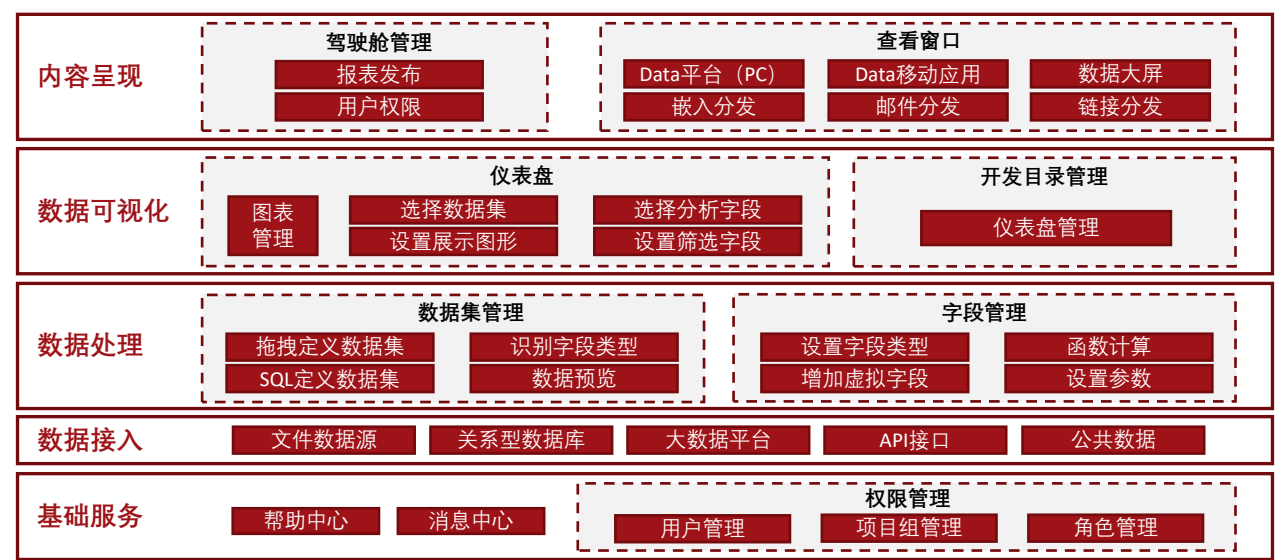 内容呈现
驾驶舱管理
报表发布
用户权限
查看窗口
Data平台（PC）
Data移动应用
数据大屏
嵌入分发
邮件分发
链接分发
数据可视化
仪表盘
图表
管理
选择数据集
选择分析字段
设置展示图形
设置筛选字段
开发目录管理
仪表盘管理
数据处理
数据集管理
拖拽定义数据集
识别字段类型
SQL定义数据集
数据预览
字段管理
设置字段类型
函数计算
增加虚拟字段
设置参数
数据接入
文件数据源
关系型数据库
大数据平台
API接口
公共数据
基础服务
帮助中心
消息中心
权限管理
用户管理
项目组管理
角色管理